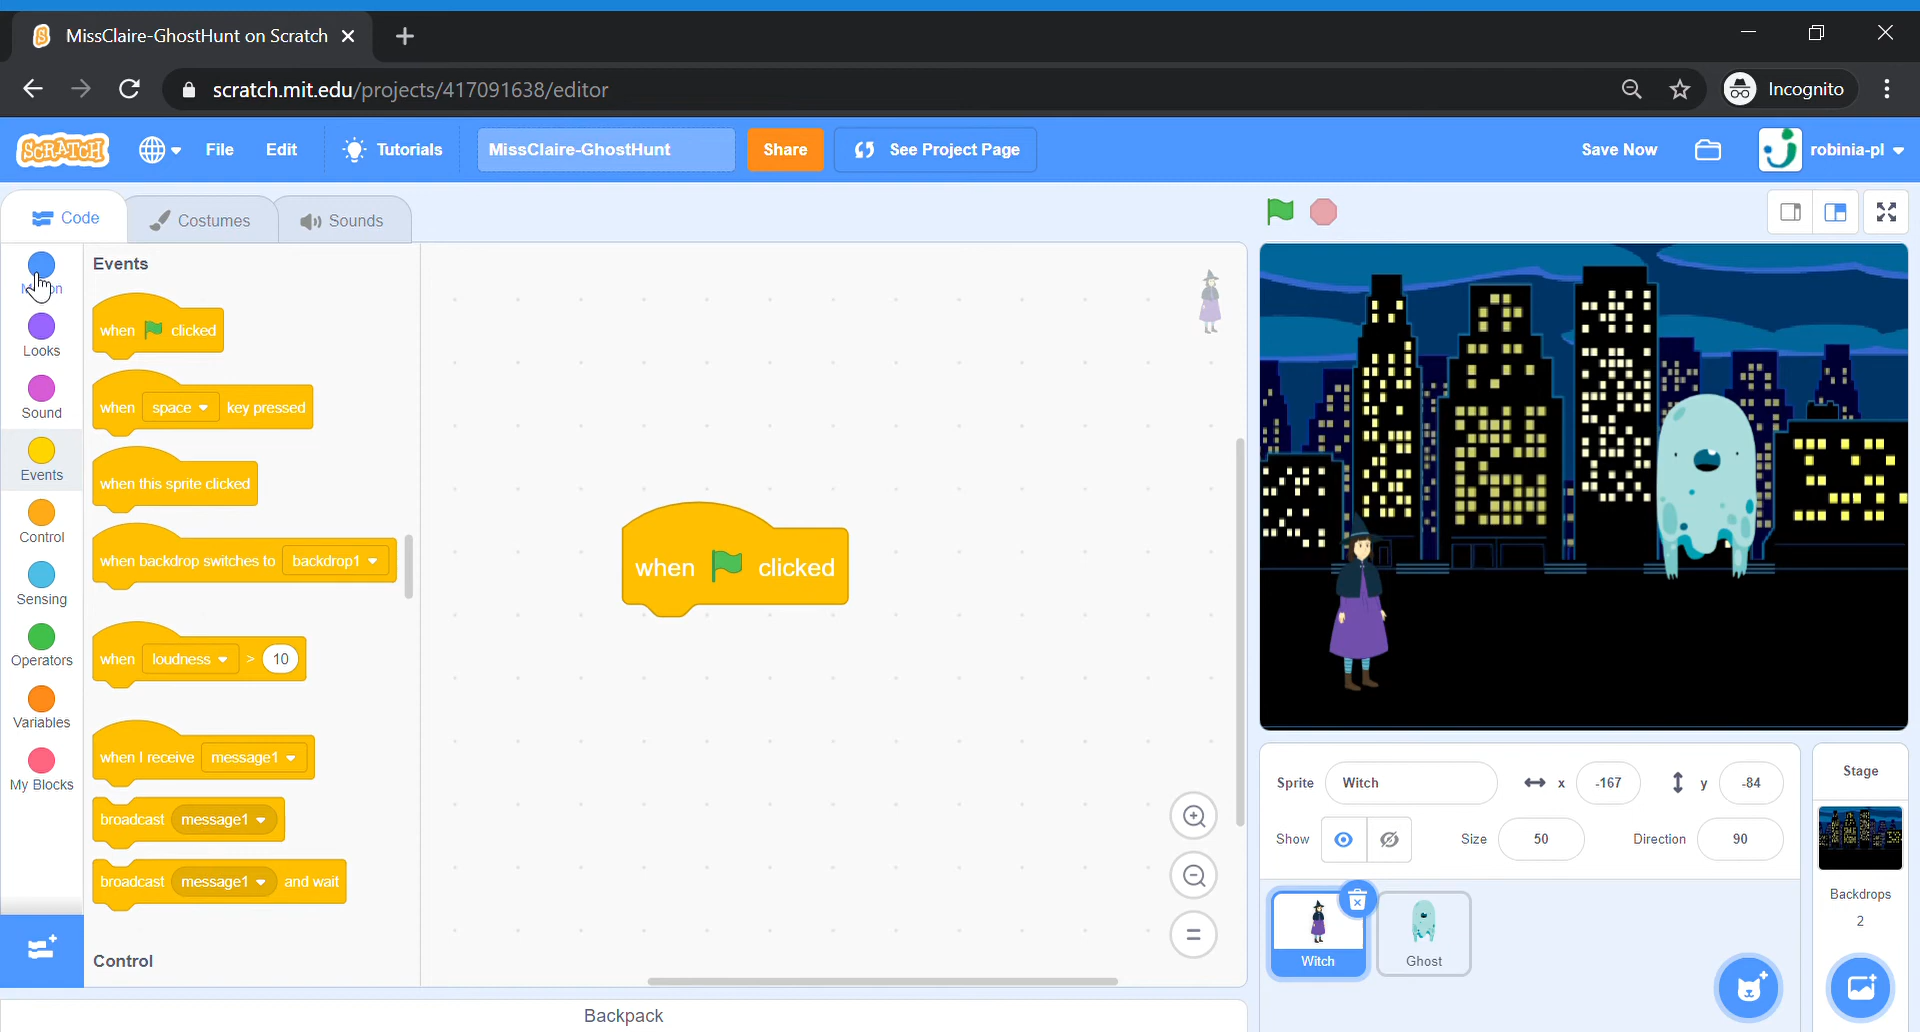 MissClaire-GhostHunt on Scratch
scratch.mit.edu/projects/417091638/editor
Incognito
SCRATCH
File
Edit
Tutorials
MissClaire-GhostHunt
Share
See Project Page
Save Now
robinia-pl
Code
Costumes
Sounds
Looks
Sound
Events
Control
Sensing
Operators
Variables
My Blocks
Events
when clicked
when space key pressed
when this sprite clicked
when backdrop switches to backdrop1
when loudness > 10
when I receive message1
broadcast message1
broadcast message1 and wait
Control
when clicked
Backpack
Sprite Witch x -167 y -84
Show Size 50 Direction 90
Witch
Ghost
Stage
Backdrops
2